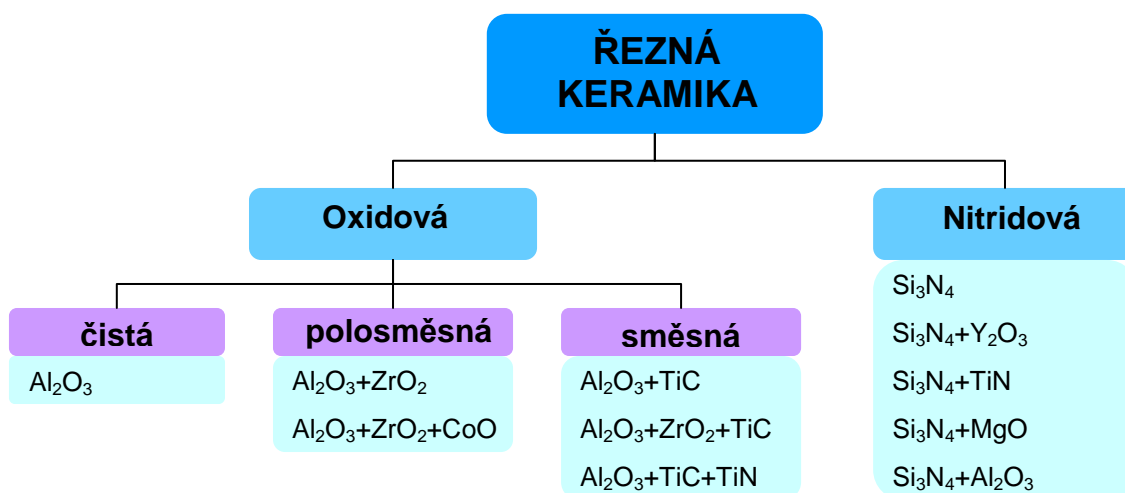 ŘEZNÁ
KERAMIKA
Oxidová
Nitridová
čistá
polosměsná
směsná
Al₂O₃
Al₂O₃+ZrO₂
Al₂O₃+ZrO₂+CoO
Al₂O₃+TiC
Al₂O₃+ZrO₂+TiC
Al₂O₃+TiC+TiN
Si₃N₄
Si₃N₄+Y₂O₃
Si₃N₄+TiN
Si₃N₄+MgO
Si₃N₄+Al₂O₃